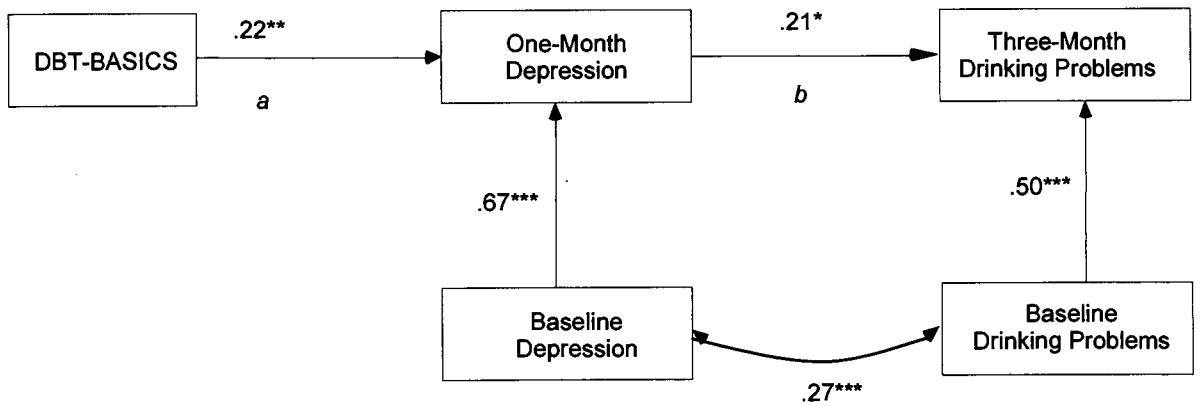 .22**
.21*
DBT-BASICS
One-Month
Depression
Three-Month
Drinking Problems
a
b
.67***
.50***
Baseline
Depression
Baseline
Drinking Problems
.27***